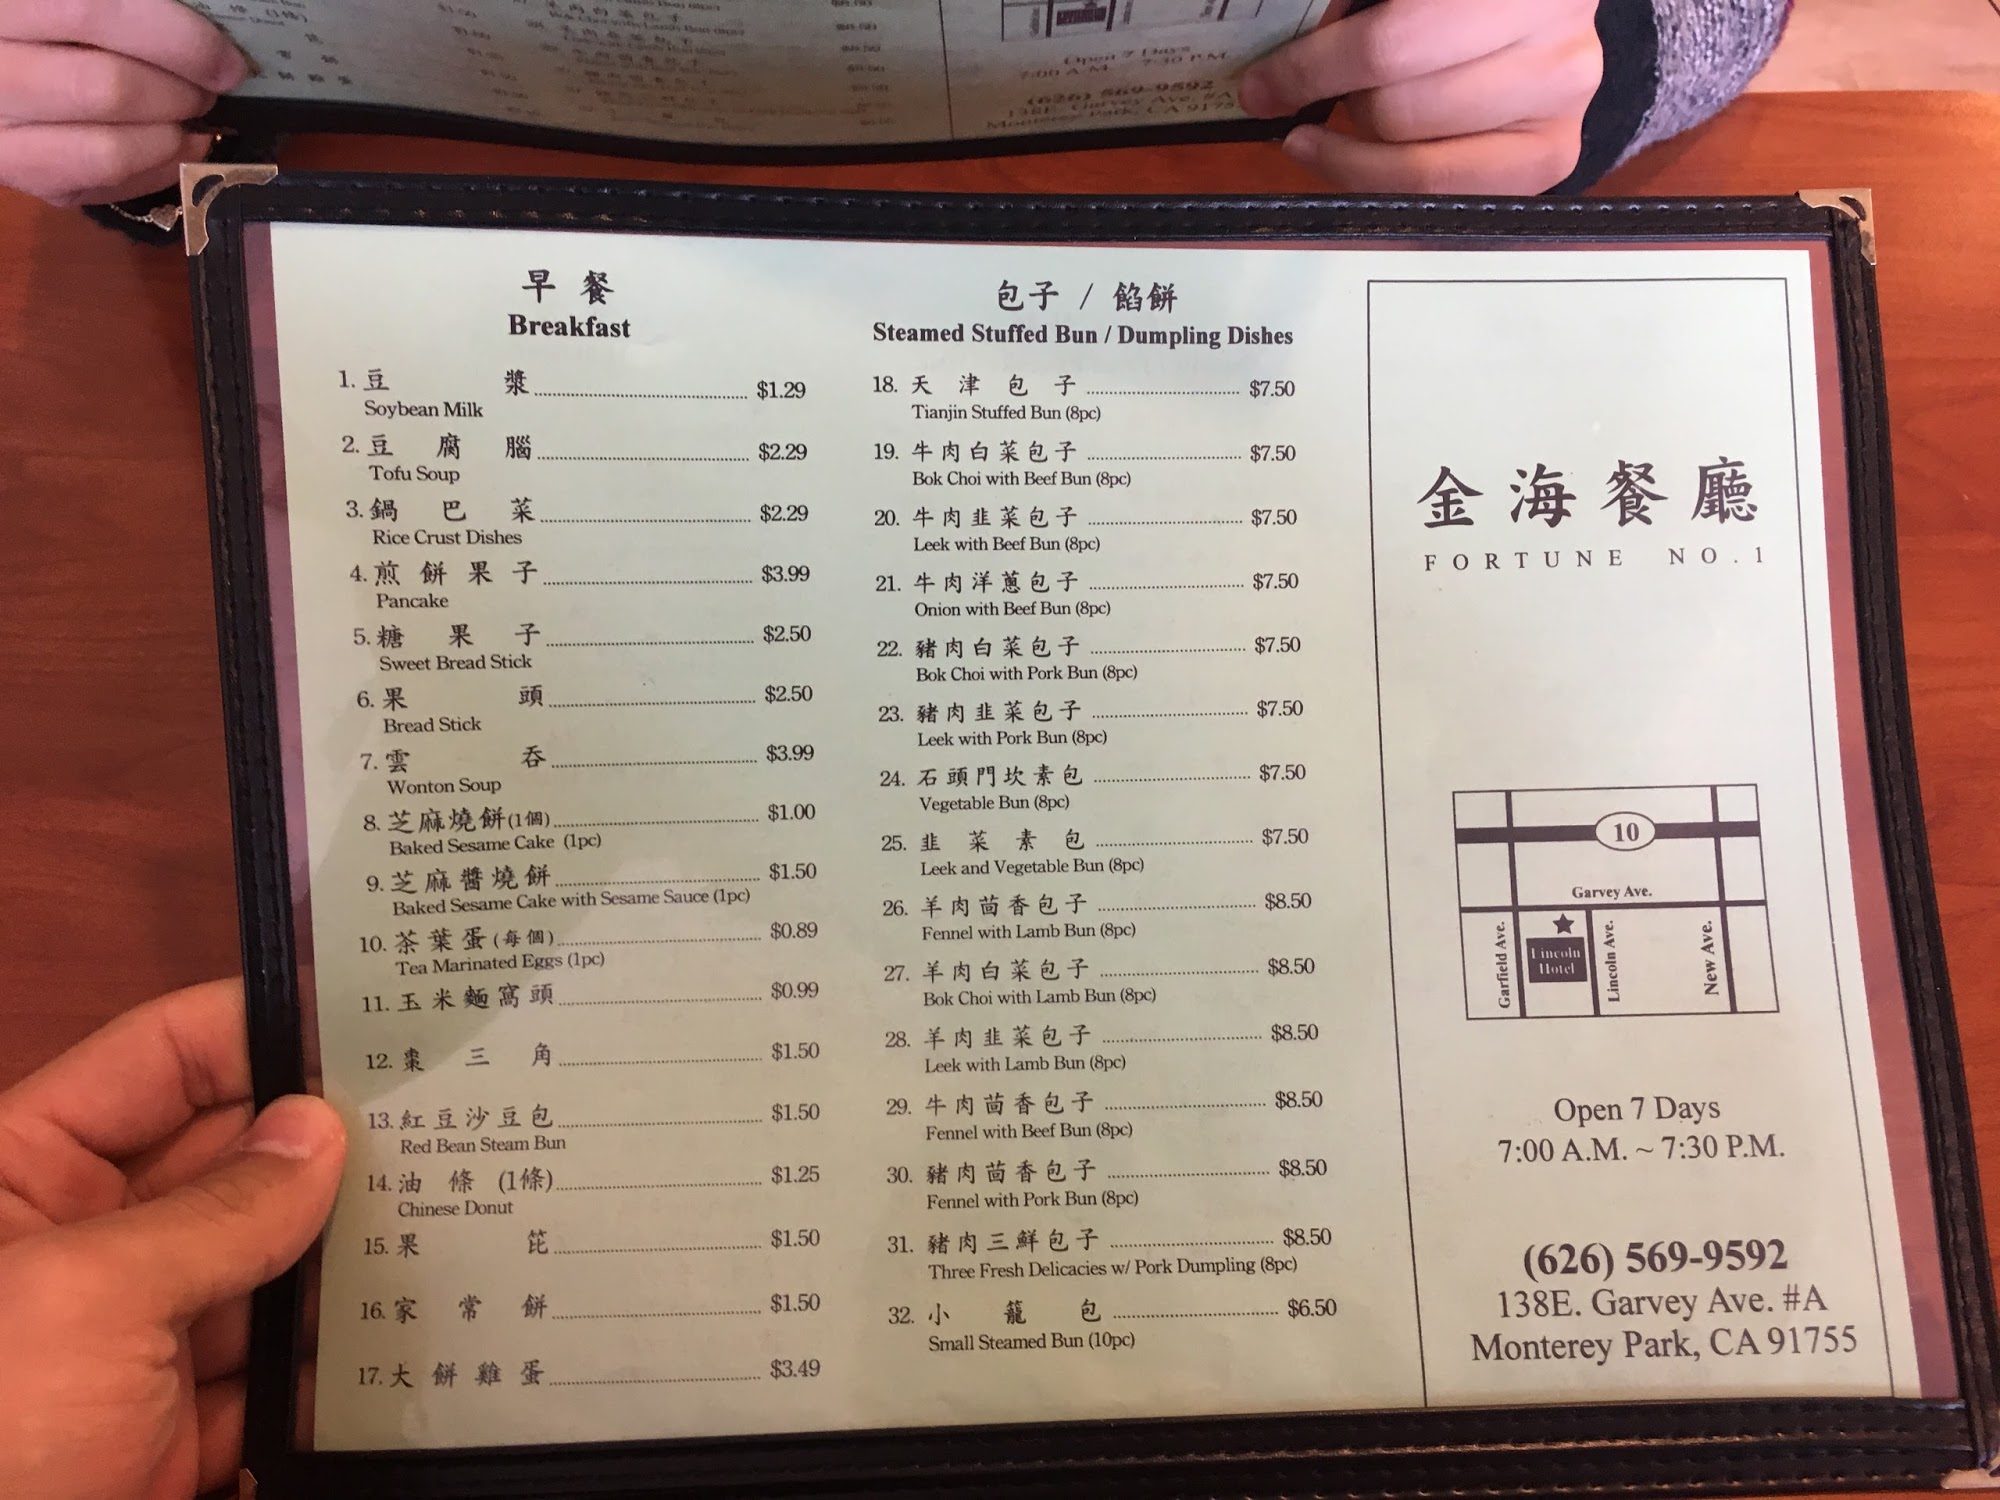 Open 7 Days
7:00 A.M. 7:30 P.M.
(626) 569-9592
138E. Garvey Ave. #A
Monterey Park, CA 9175
早餐
Breakfast
1. 豆漿 $1.29
Soybean Milk
2. 豆腐腦 $2.29
Tofu Soup
3. 鍋巴菜 $2.29
Rice Crust Dishes
4. 煎餅果子 $3.99
Pancake
5. 糖果子 $2.50
Sweet Bread Stick
6. 果頭 $2.50
Bread Stick
7. 雲吞 $3.99
Wonton Soup
8. 芝麻燒餅(1個) $1.00
Baked Sesame Cake (1pc)
9. 芝麻醬燒餅 $1.50
Baked Sesame Cake with Sesame Sauce (1pc)
10. 茶葉蛋(每個) $0.89
Tea Marinated Eggs (1pc)
11. 玉米麵窩頭 $0.99
12. 棗三角 $1.50
13. 紅豆沙豆包 $1.50
Red Bean Steam Bun
14. 油條 (1條) $1.25
Chinese Donut
15. 果笓 $1.50
16. 家常餅 $1.50
17. 大餅雞蛋 $3.49
包子 / 餡餅
Steamed Stuffed Bun / Dumpling Dishes
18. 天津包子 $7.50
Tianjin Stuffed Bun (8pc)
19. 牛肉白菜包子 $7.50
Bok Choi with Beef Bun (8pc)
20. 牛肉韭菜包子 $7.50
Leek with Beef Bun (8pc)
21. 牛肉洋蔥包子 $7.50
Onion with Beef Bun (8pc)
22. 豬肉白菜包子 $7.50
Bok Choi with Pork Bun (8pc)
23. 豬肉韭菜包子 $7.50
Leek with Pork Bun (8pc)
24. 石頭門坎素包 $7.50
Vegetable Bun (8pc)
25. 韭菜素包 $7.50
Leek and Vegetable Bun (8pc)
26. 羊肉茴香包子 $8.50
Fennel with Lamb Bun (8pc)
27. 羊肉白菜包子 $8.50
Bok Choi with Lamb Bun (8pc)
28. 羊肉韭菜包子 $8.50
Leek with Lamb Bun (8pc)
29. 牛肉茴香包子 $8.50
Fennel with Beef Bun (8pc)
30. 豬肉茴香包子 $8.50
Fennel with Pork Bun (8pc)
31. 豬肉三鮮包子 $8.50
Three Fresh Delicacies w/ Pork Dumpling (8pc)
32. 小籠包 $6.50
Small Steamed Bun (10pc)
金海餐廳
FORTUNE NO.1
10
Garvey Ave.
Garfield Ave.
Lincoln Hotel
Lincoln Ave.
New Ave.
Open 7 Days
7:00 A.M. ~ 7:30 P.M.
(626) 569-9592
138E. Garvey Ave. #A
Monterey Park, CA 91755